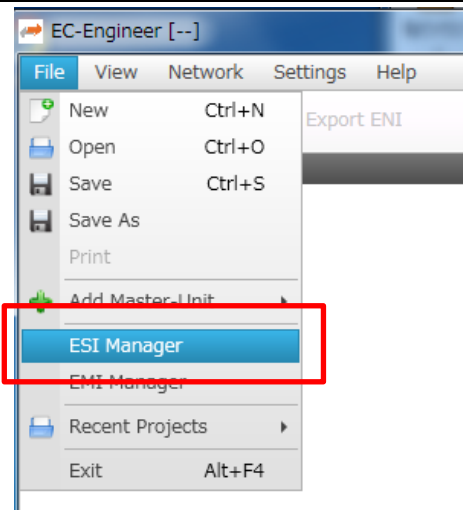 EC-Engineer [--]
File View Network Settings Help
New Ctrl+N
Export ENI
Open Ctrl+O
Save Ctrl+S
Save As
Print
Add Master-Unit
ESI Manager
EMI Manager
Recent Projects
Exit Alt+F4